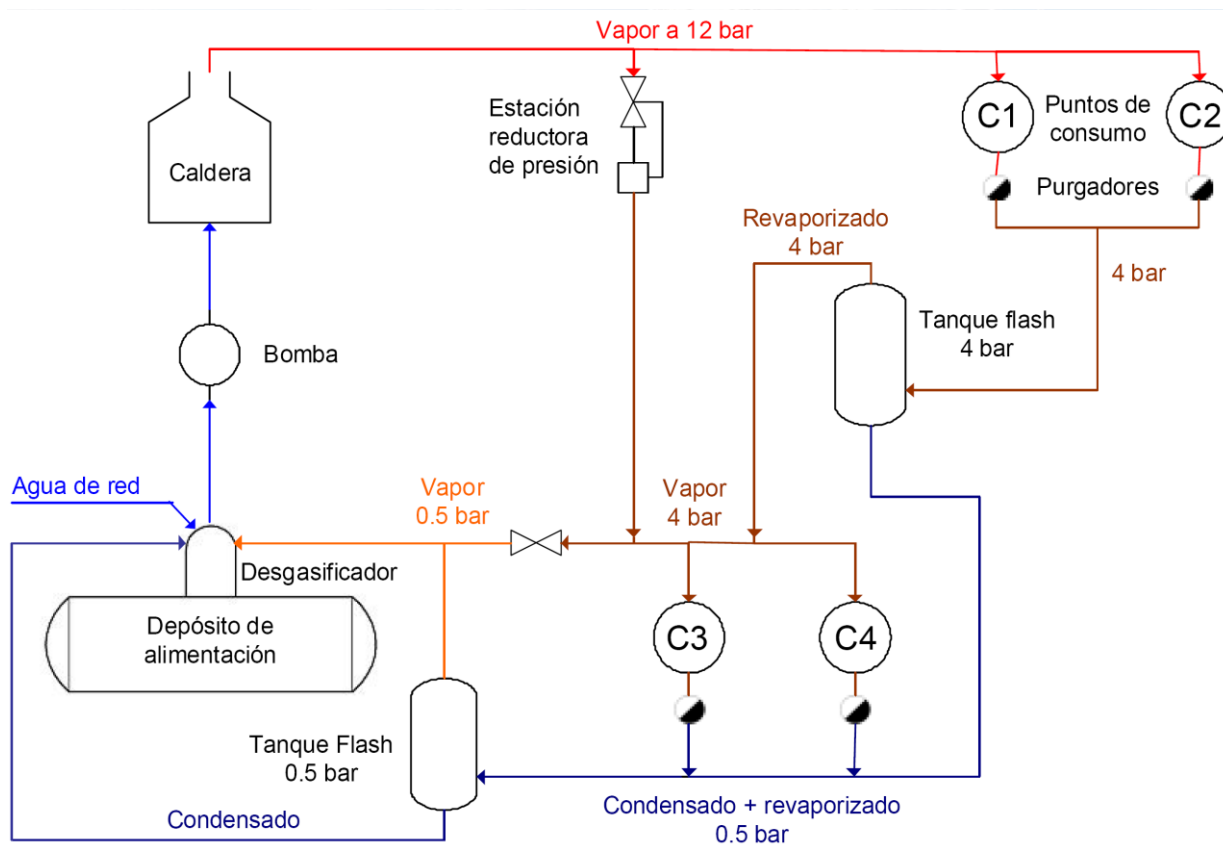 Vapor a 12 bar
Estación
reductora
de presión
C1
Puntos de
consumo
C2
Caldera
Purgadores
Revaporizado
4 bar
4 bar
Tanque flash
4 bar
Bomba
Agua de red
Vapor
0.5 bar
Vapor
4 bar
Desgasificador
Depósito de
alimentación
C3
C4
Tanque Flash
0.5 bar
Condensado
Condensado + revaporizado
0.5 bar